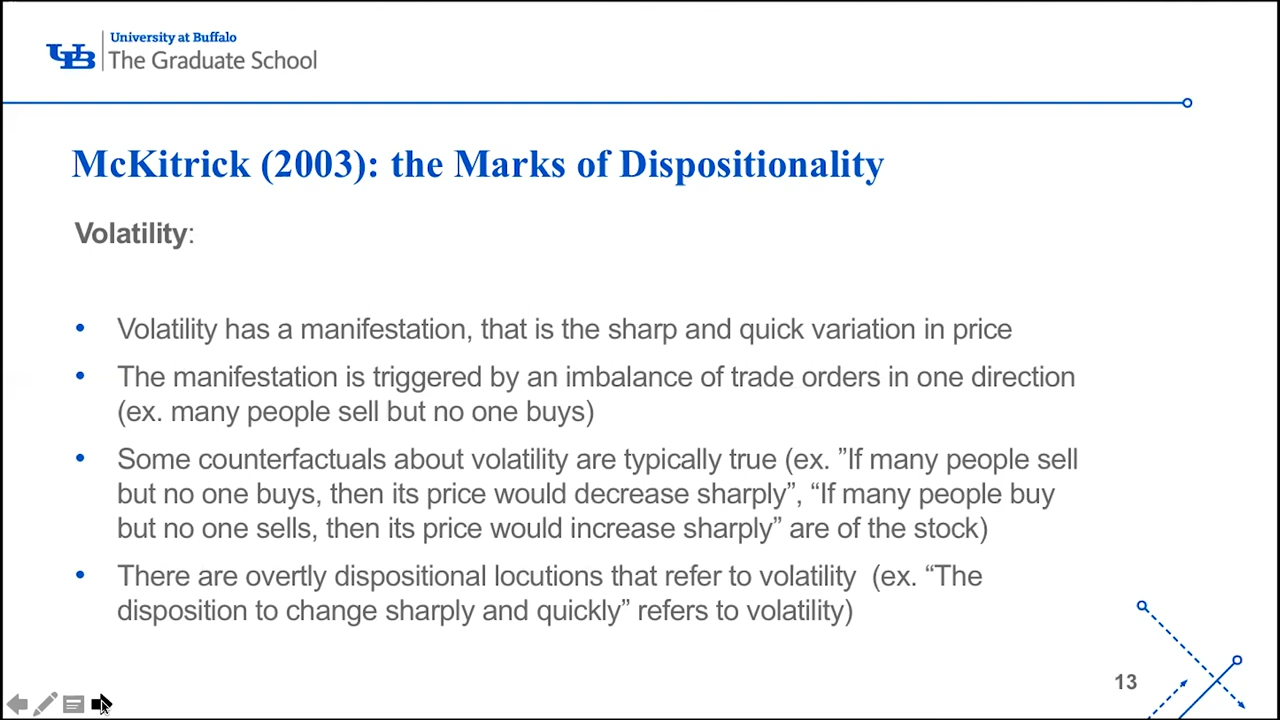 University at Buffalo
The Graduate School
McKitrick (2003): the Marks of Dispositionality
Volatility:
• Volatility has a manifestation, that is the sharp and quick variation in price
• The manifestation is triggered by an imbalance of trade orders in one direction
(ex. many people sell but no one buys)
• Some counterfactuals about volatility are typically true (ex. ”If many people sell
but no one buys, then its price would decrease sharply”, “If many people buy
but no one sells, then its price would increase sharply” are of the stock)
• There are overtly dispositional locutions that refer to volatility  (ex. “The
disposition to change sharply and quickly” refers to volatility)
13